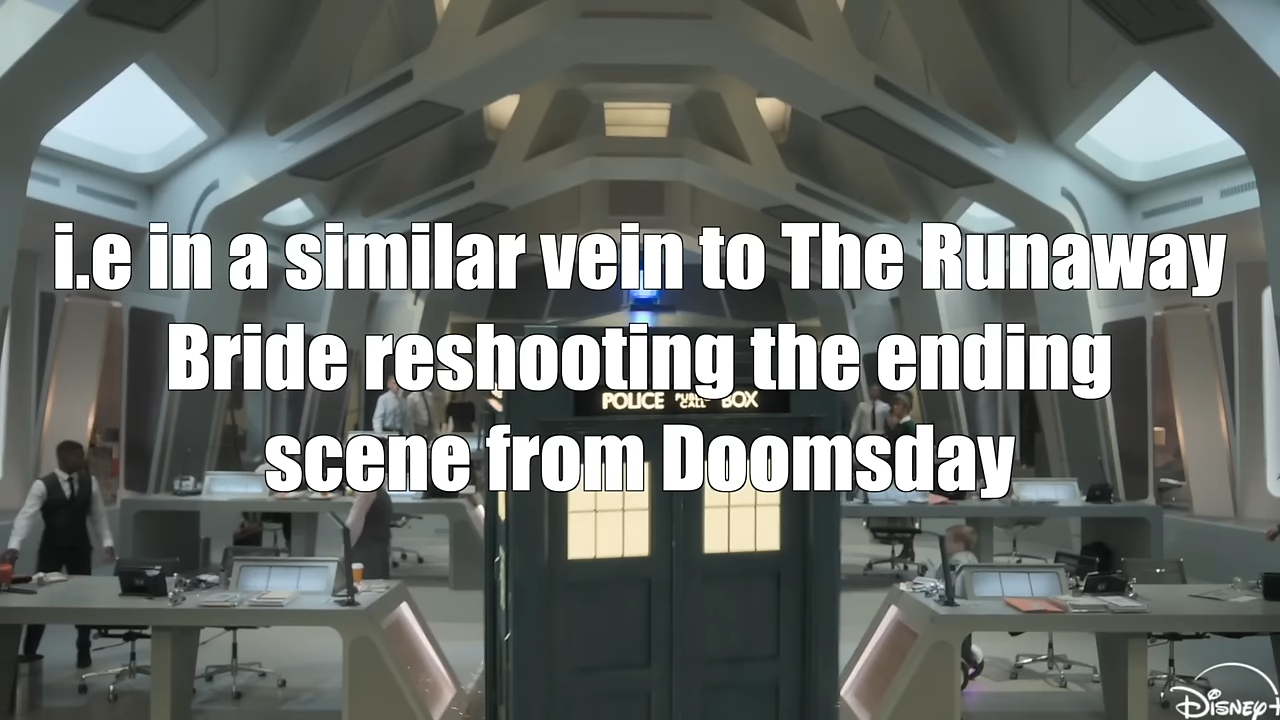 i.e in a similar vein to The Runaway
Bride reshooting the ending
POLICE PUBLIC CALL BOX
scene from Doomsday
Disney+